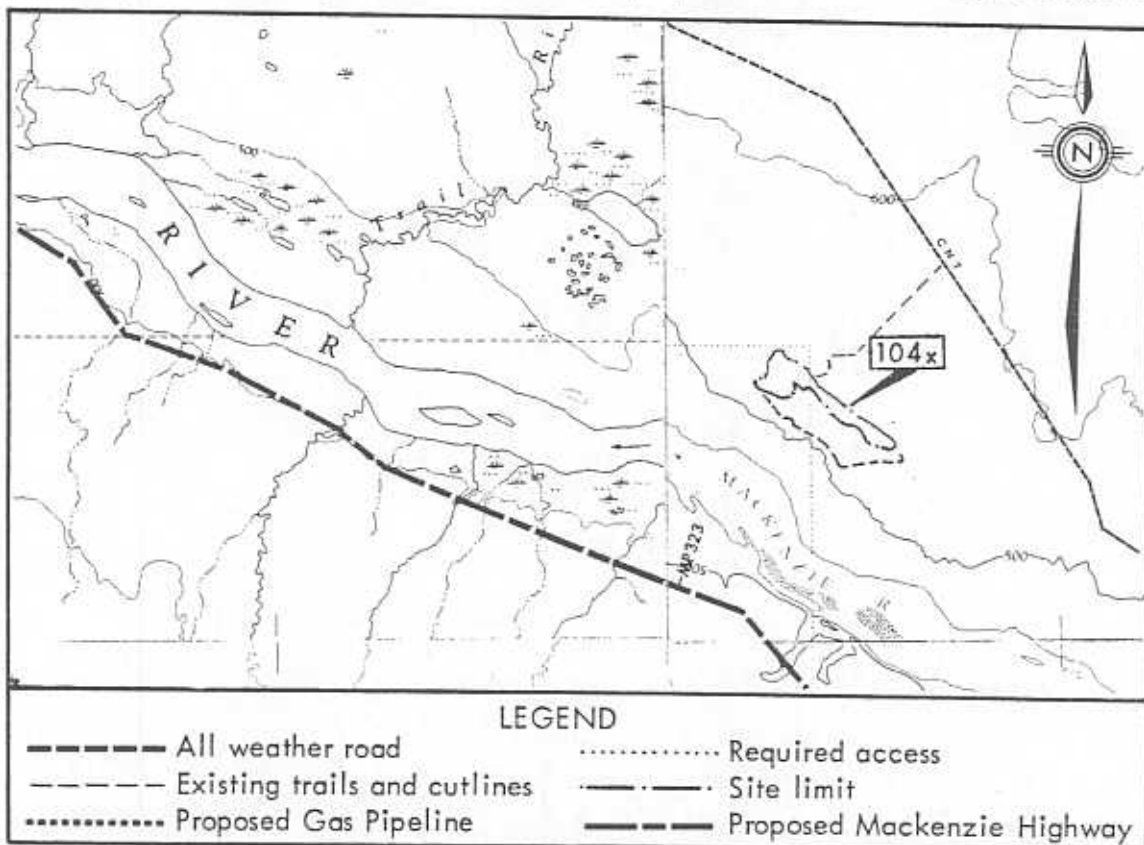 Ri
N
500
Trail
600
CNT
RIVER
104x
MACKENZIE
R
MP323
500
LEGEND
All weather road
Required access
Existing trails and cutlines
Site limit
Proposed Gas Pipeline
Proposed Mackenzie Highway